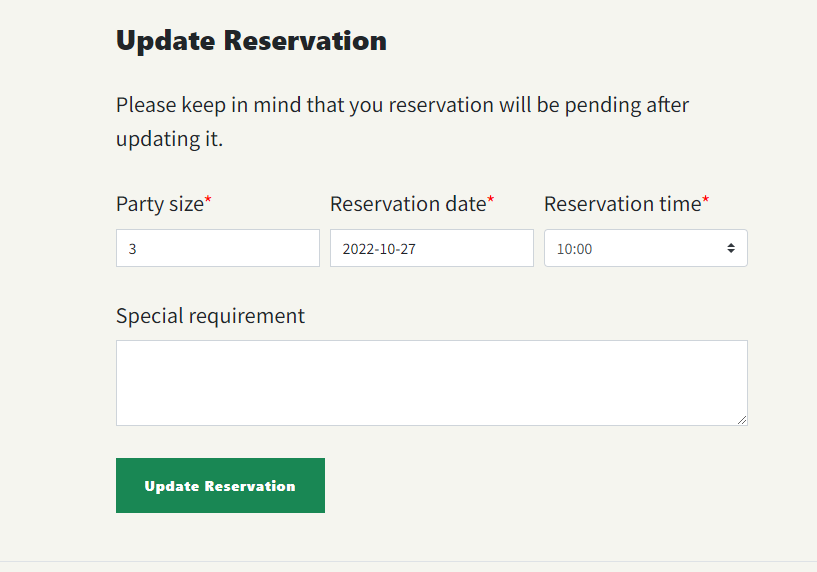 Update Reservation
Please keep in mind that you reservation will be pending after
updating it.
Party size* Reservation date* Reservation time*
3 2022-10-27 10:00
Special requirement
Update Reservation